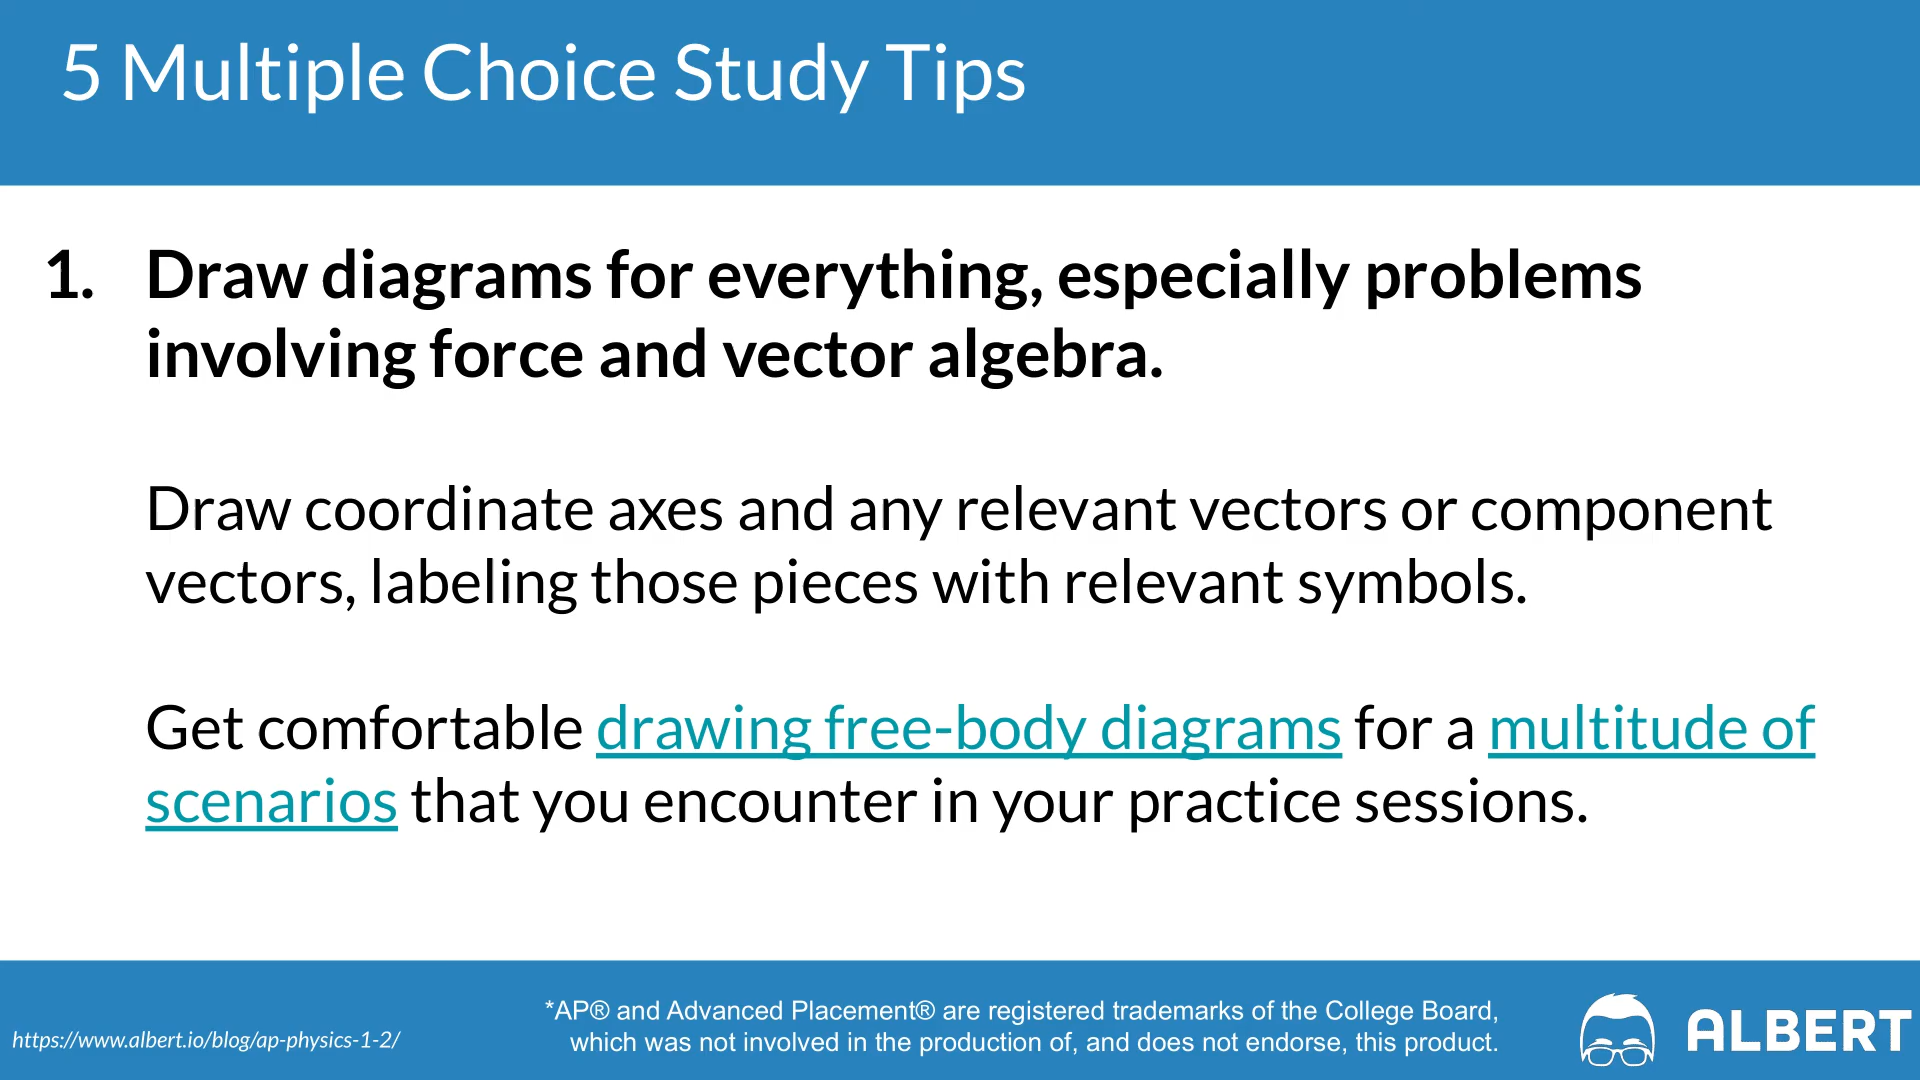 5 Multiple Choice Study Tips
1. Draw diagrams for everything, especially problems
involving force and vector algebra.
Draw coordinate axes and any relevant vectors or component
vectors, labeling those pieces with relevant symbols.
Get comfortable drawing free-body diagrams for a multitude of
scenarios that you encounter in your practice sessions.
https://www.albert.io/blog/ap-physics-1-2/
*AP® and Advanced Placement® are registered trademarks of the College Board,
which was not involved in the production of, and does not endorse, this product.
ALBERT